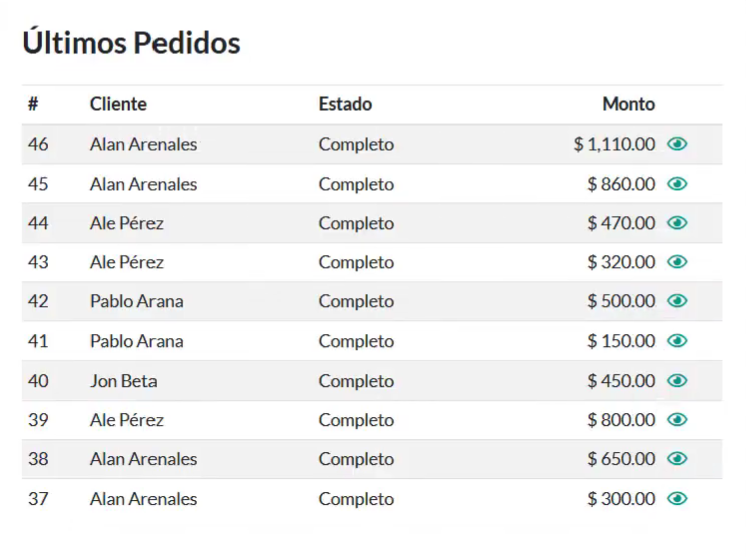 Últimos Pedidos
# Cliente Estado Monto
46 Alan Arenales Completo $ 1,110.00
45 Alan Arenales Completo $ 860.00
44 Ale Pérez Completo $ 470.00
43 Ale Pérez Completo $ 320.00
42 Pablo Arana Completo $ 500.00
41 Pablo Arana Completo $ 150.00
40 Jon Beta Completo $ 450.00
39 Ale Pérez Completo $ 800.00
38 Alan Arenales Completo $ 650.00
37 Alan Arenales Completo $ 300.00